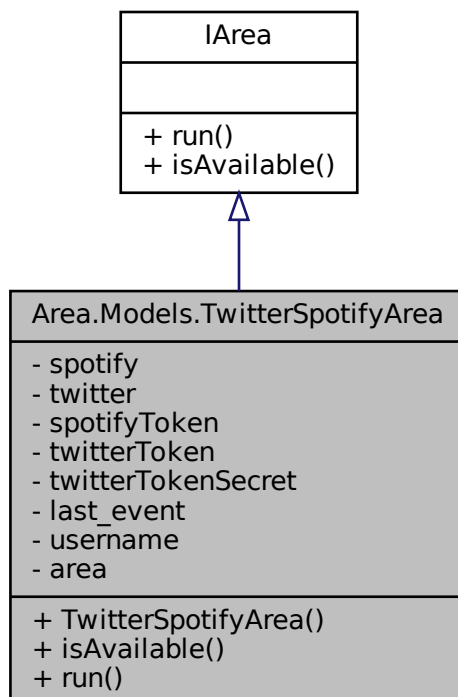 IArea
+ run()
+ isAvailable()
Area.Models.TwitterSpotifyArea
- spotify
- twitter
- spotifyToken
- twitterToken
- twitterTokenSecret
- last_event
- username
- area
+ TwitterSpotifyArea()
+ isAvailable()
+ run()